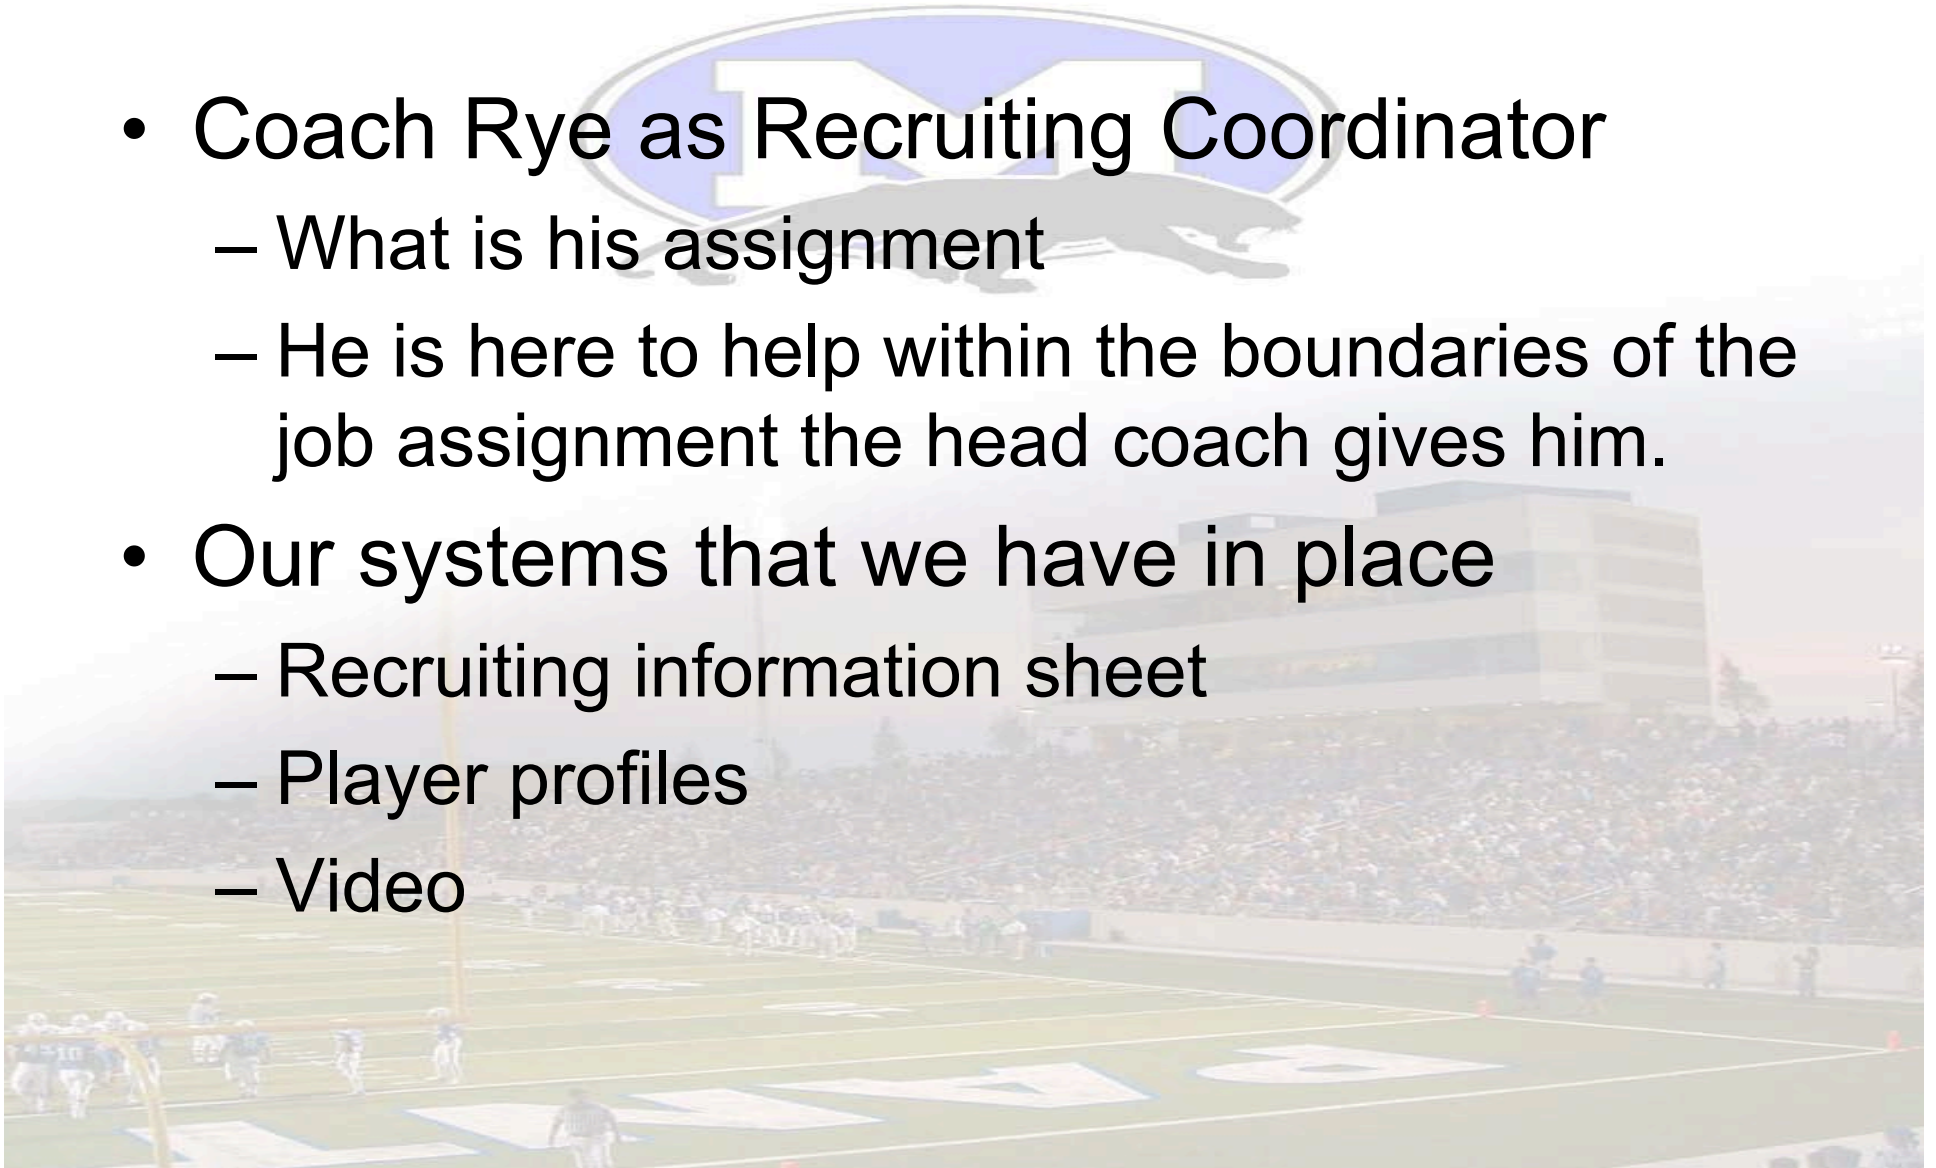 • Coach Rye as Recruiting Coordinator
– What is his assignment
– He is here to help within the boundaries of the
job assignment the head coach gives him.
• Our systems that we have in place
– Recruiting information sheet
– Player profiles
– Video
M